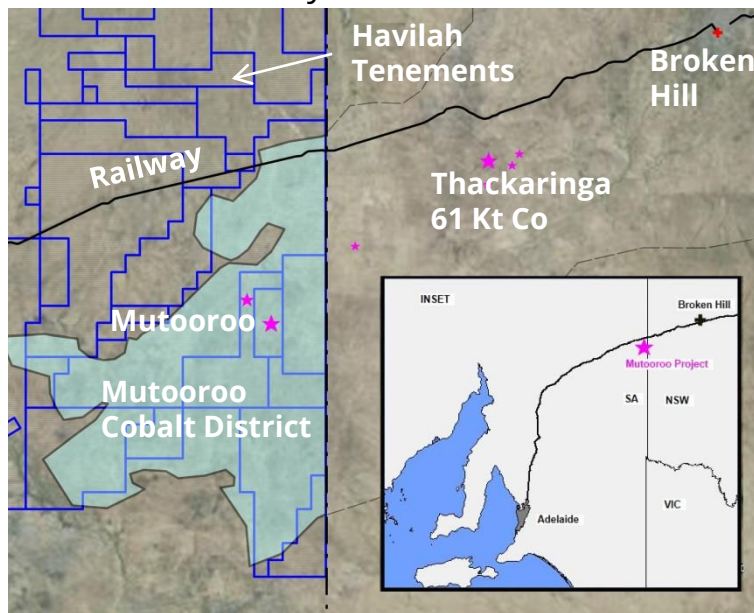 Havilah
Tenements
Broken
Hill
Railway
Thackaringa
61 Kt Co
Mutooroo
Mutooroo
Cobalt District
INSET
Broken Hill
Mutooroo Project
SA
NSW
VIC
Adelaide